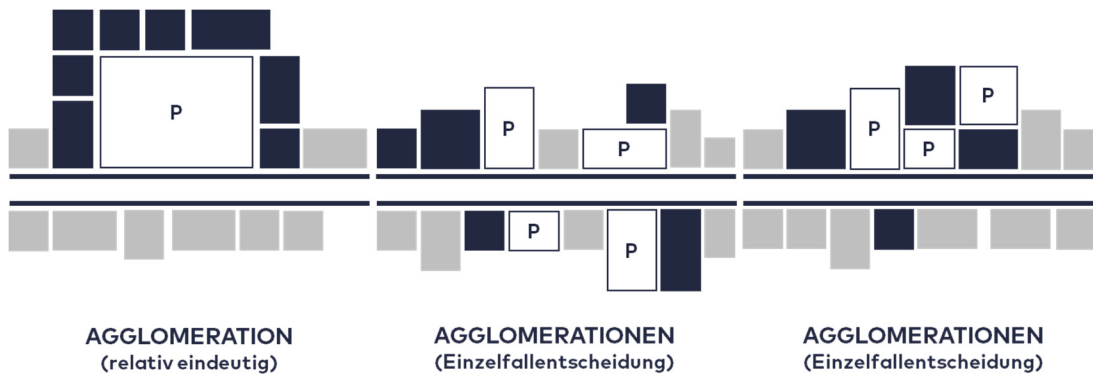 P
P
P
P
P
P
P
P
AGGLOMERATION
(relativ eindeutig)
AGGLOMERATIONEN
(Einzelfallentscheidung)
AGGLOMERATIONEN
(Einzelfallentscheidung)